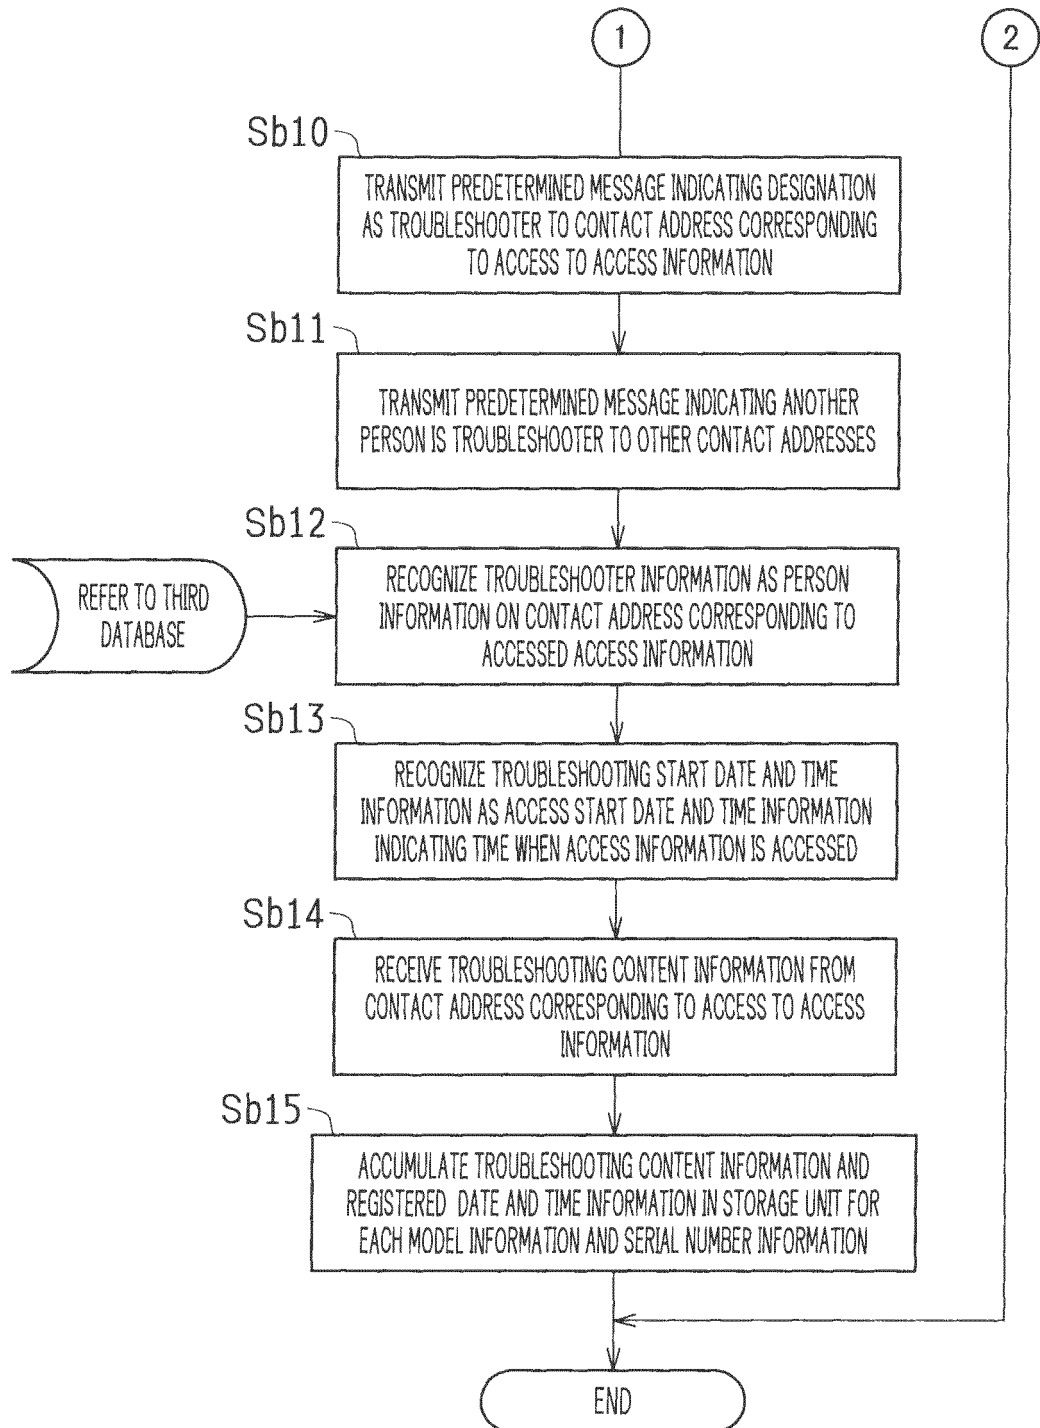 1
2
Sb10
TRANSMIT PREDETERMINED MESSAGE INDICATING DESIGNATION
AS TROUBLESHOOTER TO CONTACT ADDRESS CORRESPONDING
TO ACCESS TO ACCESS INFORMATION
Sb11
TRANSMIT PREDETERMINED MESSAGE INDICATING ANOTHER
PERSON IS TROUBLESHOOTER TO OTHER CONTACT ADDRESSES
Sb12
REFER TO THIRD
DATABASE
RECOGNIZE TROUBLESHOOTER INFORMATION AS PERSON
INFORMATION ON CONTACT ADDRESS CORRESPONDING TO
ACCESSED ACCESS INFORMATION
Sb13
RECOGNIZE TROUBLESHOOTING START DATE AND TIME
INFORMATION AS ACCESS START DATE AND TIME INFORMATION
INDICATING TIME WHEN ACCESS INFORMATION IS ACCESSED
Sb14
RECEIVE TROUBLESHOOTING CONTENT INFORMATION FROM
CONTACT ADDRESS CORRESPONDING TO ACCESS TO ACCESS
INFORMATION
Sb15
ACCUMULATE TROUBLESHOOTING CONTENT INFORMATION AND
REGISTERED DATE AND TIME INFORMATION IN STORAGE UNIT FOR
EACH MODEL INFORMATION AND SERIAL NUMBER INFORMATION
END